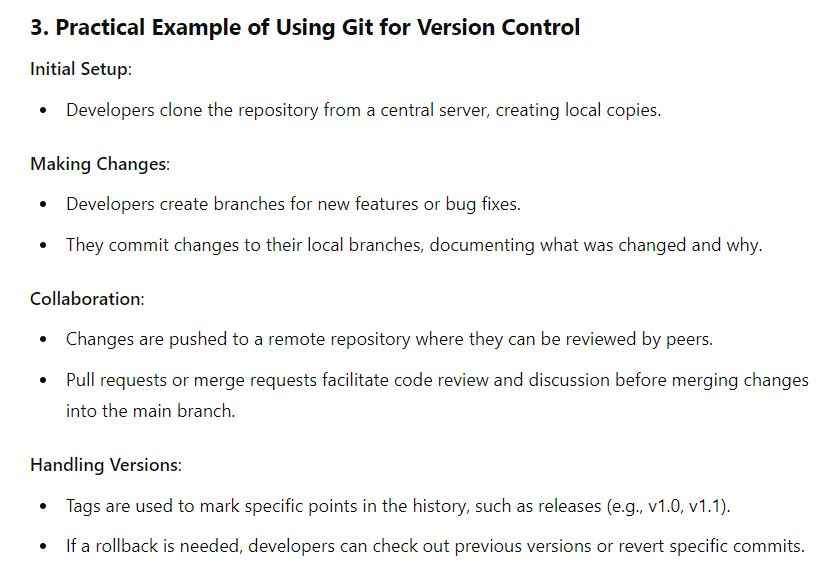 3. Practical Example of Using Git for Version Control
Initial Setup:
• Developers clone the repository from a central server, creating local copies.
Making Changes:
• Developers create branches for new features or bug fixes.
• They commit changes to their local branches, documenting what was changed and why.
Collaboration:
• Changes are pushed to a remote repository where they can be reviewed by peers.
• Pull requests or merge requests facilitate code review and discussion before merging changes
into the main branch.
Handling Versions:
• Tags are used to mark specific points in the history, such as releases (e.g., v1.0, v1.1).
• If a rollback is needed, developers can check out previous versions or revert specific commits.